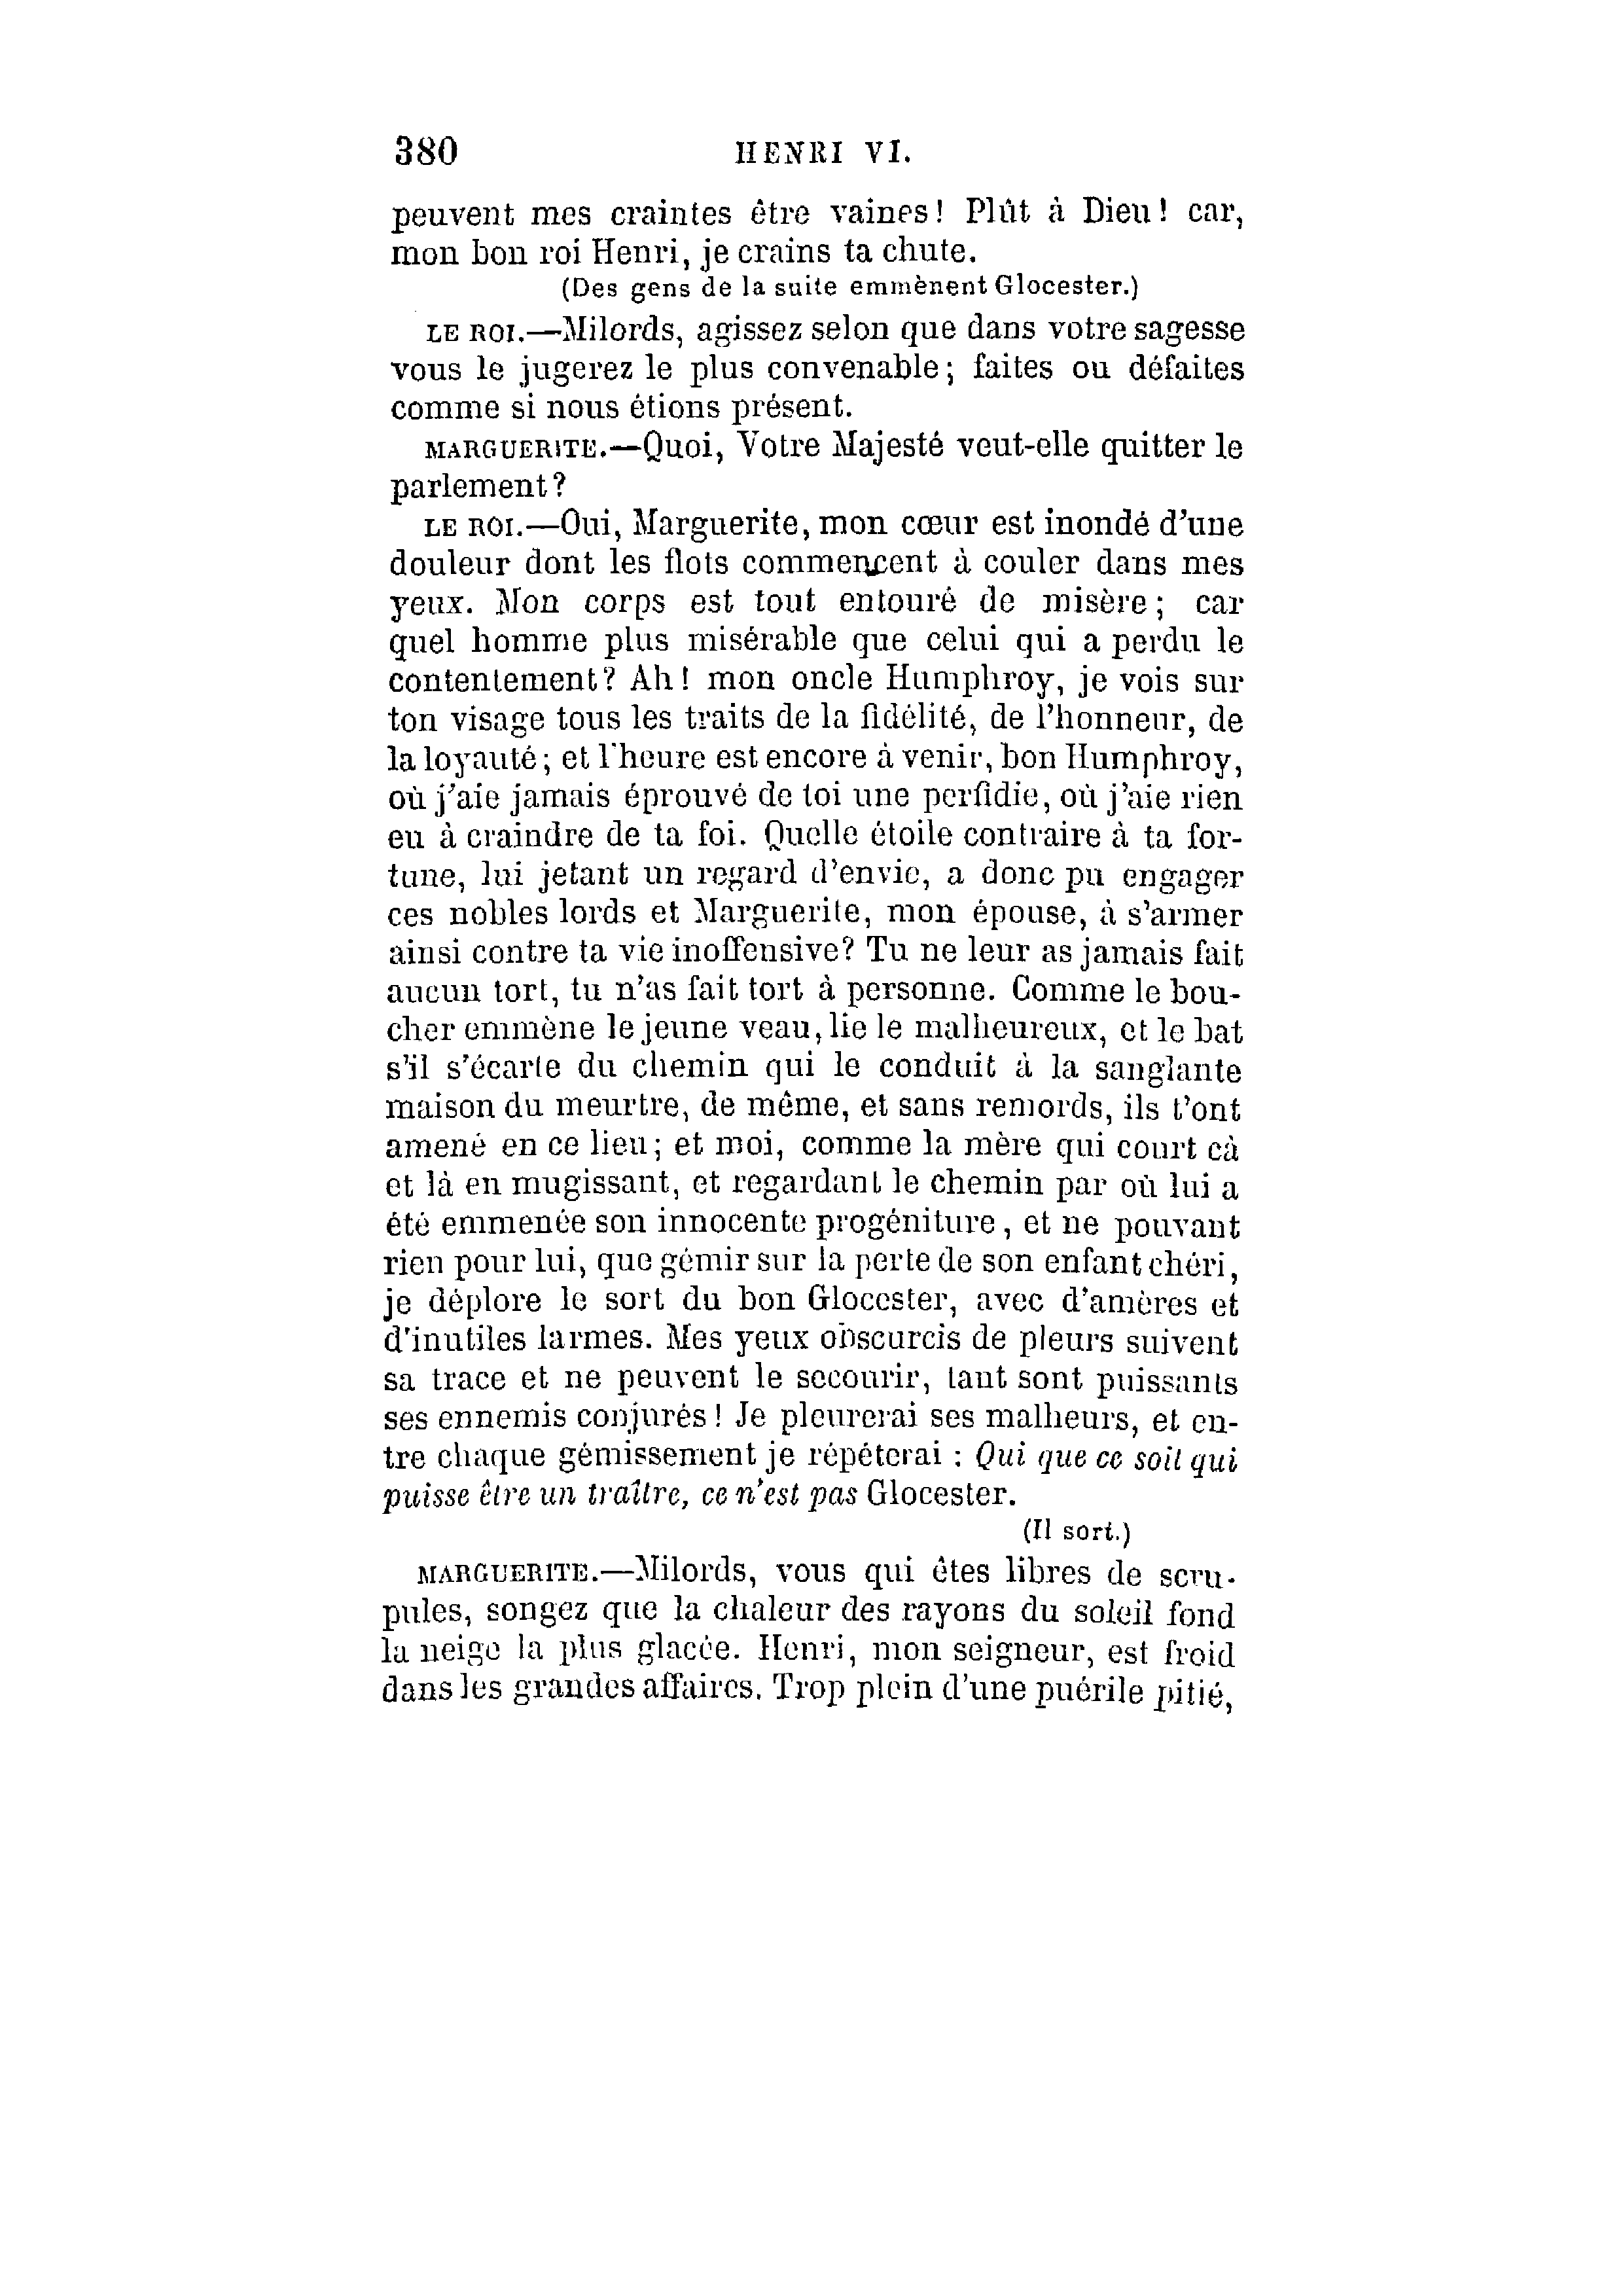 380 HENRI VI.
peuvent mes craintes être vaines! Plût à Dieu! car,
mon bon roi Henri, je crains ta chute.
(Des gens de la suite emmènent Glocester.)
LE ROI.—Milords, agissez selon que dans votre sagesse
vous le jugerez le plus convenable; faites ou défaites
comme si nous étions présent.
MARGUERITE.—Quoi, Votre Majesté veut-elle quitter le
parlement?
LE ROI.—Oui, Marguerite, mon cœur est inondé d'une
douleur dont les flots commencent à couler dans mes
yeux. Mon corps est tout entouré de misère; car
quel homme plus misérable que celui qui a perdu le
contentement? Ah! mon oncle Humphroy, je vois sur
ton visage tous les traits de la fidélité, de l'honneur, de
la loyauté; et l'heure est encore à venir, bon Humphroy,
où j'aie jamais éprouvé de toi une perfidie, où j'aie rien
eu à craindre de ta foi. Quelle étoile contraire à ta for-
tune, lui jetant un regard d'envie, a donc pu engager
ces nobles lords et Marguerite, mon épouse, à s'armer
ainsi contre ta vie inoffensive? Tu ne leur as jamais fait
aucun tort, tu n'as fait tort à personne. Comme le bou-
cher emmène le jeune veau, lie le malheureux, et le bat
s'il s'écarte du chemin qui le conduit à la sanglante
maison du meurtre, de même, et sans remords, ils t'ont
amené en ce lieu; et moi, comme la mère qui court cà
et là en mugissant, et regardant le chemin par où lui a
été emmenée son innocente progéniture, et ne pouvant
rien pour lui, que gémir sur la perte de son enfant chéri,
je déplore le sort du bon Glocester, avec d'amères et
d'inutiles larmes. Mes yeux obscurcis de pleurs suivent
sa trace et ne peuvent le secourir, tant sont puissants
ses ennemis conjurés! Je pleurerai ses malheurs, et en-
tre chaque gémissement je répéterai : Qui que ce soit qui
puisse être un traître, ce n'est pas Glocester.
(Il sort.)
MARGUERITE.—Milords, vous qui êtes libres de scru-
pules, songez que la chaleur des rayons du soleil fond
la neige la plus glacée. Henri, mon seigneur, est froid
dans les grandes affaires. Trop plein d'une puérile pitié,